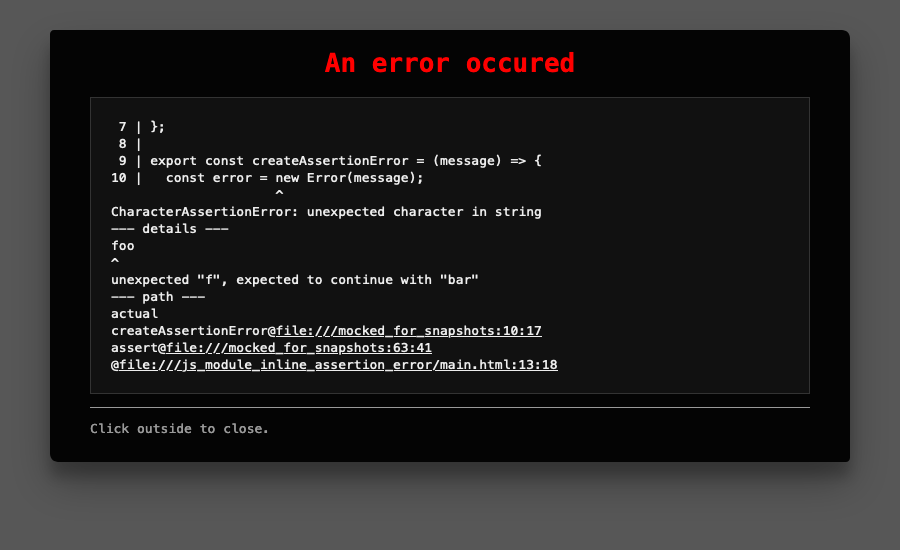 An error occured
 7 | };
 8 |
 9 | export const createAssertionError = (message) => {
10 |   const error = new Error(message);
                     ^
CharacterAssertionError: unexpected character in string
--- details ---
foo
^
unexpected "f", expected to continue with "bar"
--- path ---
actual
createAssertionError@file:///mocked_for_snapshots:10:17
assert@file:///mocked_for_snapshots:63:41
@file:///js_module_inline_assertion_error/main.html:13:18
Click outside to close.